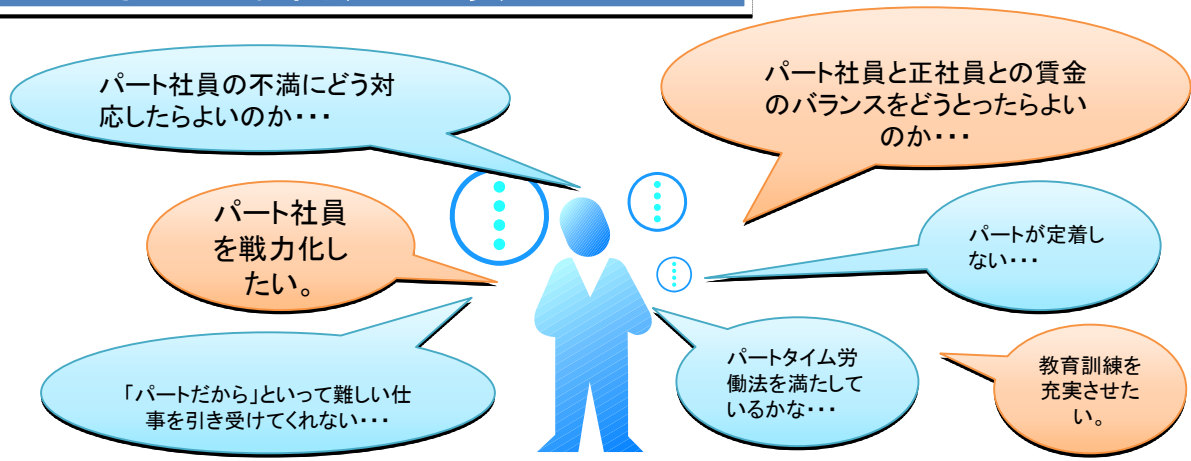 パート社員の不満にどう対
応したらよいのか・・・
パート社員と正社員との賃金
のバランスをどうとったらよい
のか・・・
パート社員
を戦力化し
たい。
パートが定着し
ない・・・
「パートだから」といって難しい仕
事を引き受けてくれない・・・
パートタイム労
働法を満たして
いるかな・・・
教育訓練を
充実させた
い。